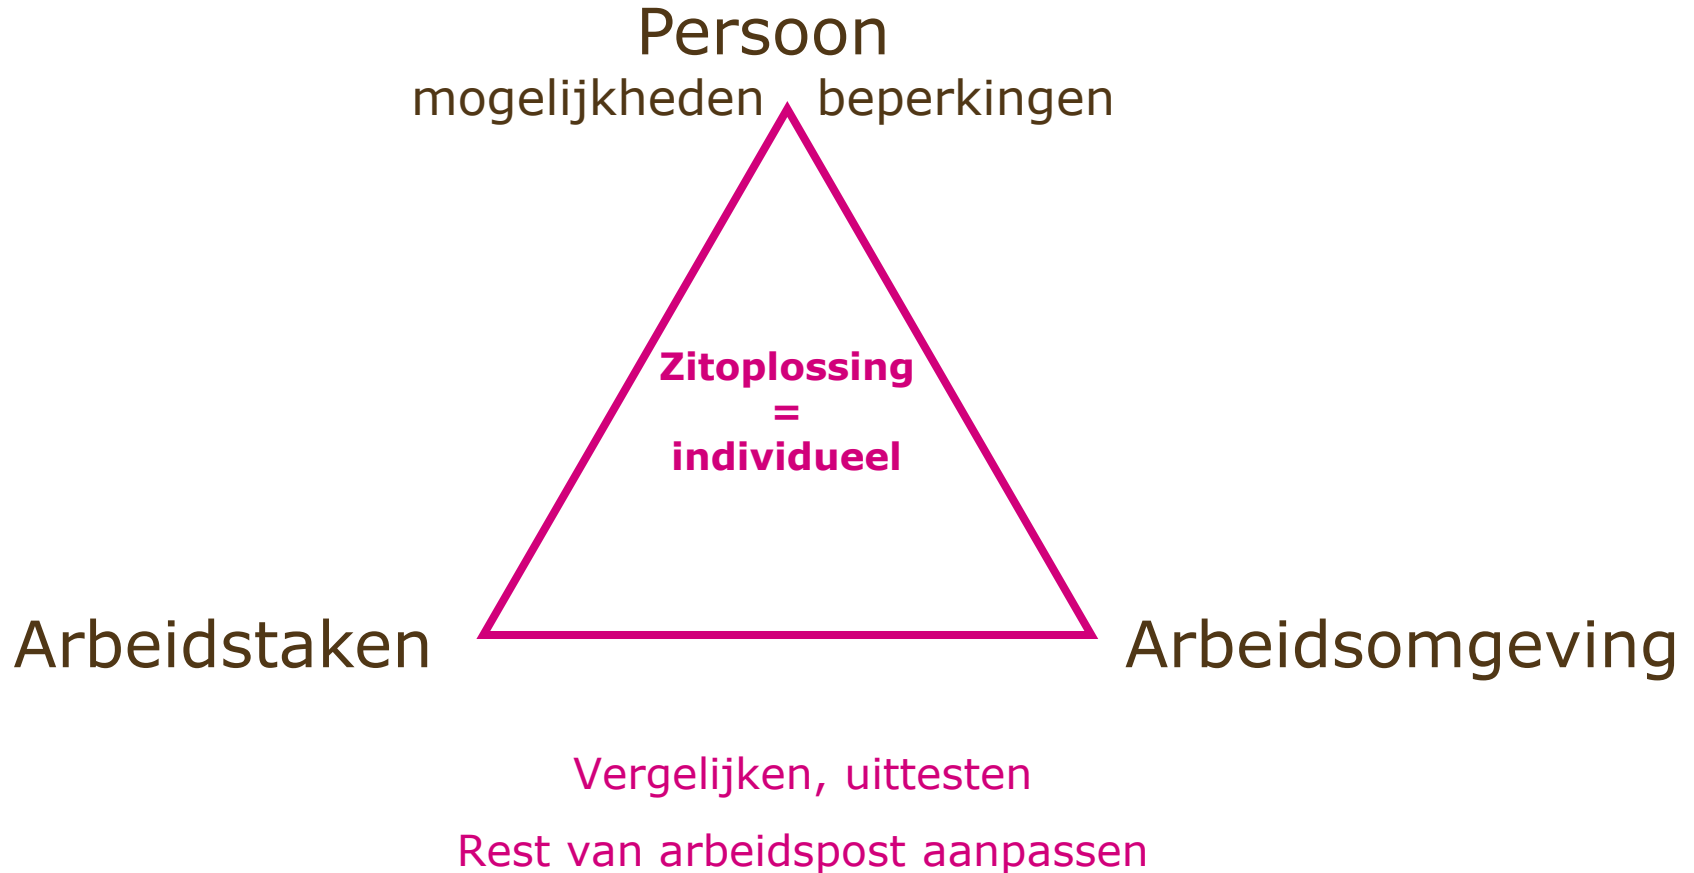 Persoon
mogelijkheden beperkingen
Zitoplossing
=
individueel
Arbeidstaken
Arbeidsomgeving
Vergelijken, uittesten
Rest van arbeidspost aanpassen